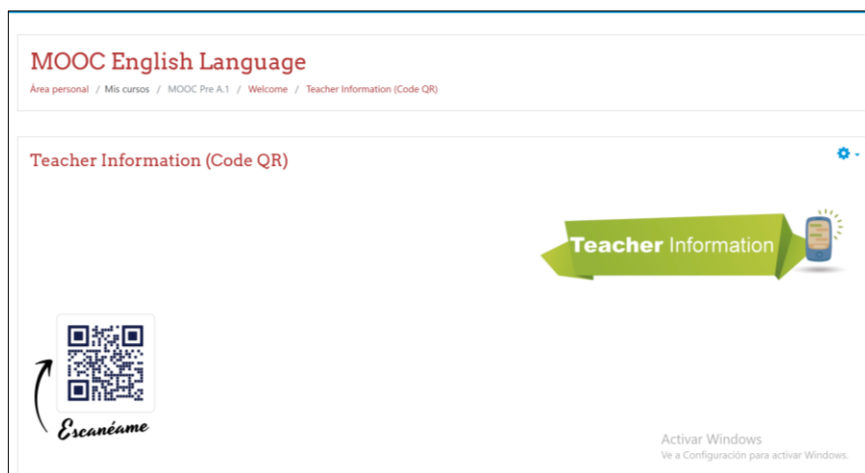 MOOC English Language
Área personal / Mis cursos / MOOC Pre A.1 / Welcome / Teacher Information (Code QR)
Teacher Information (Code QR)
Teacher Information
Escanéame
Activar Windows
Ve a Configuración para activar Windows.